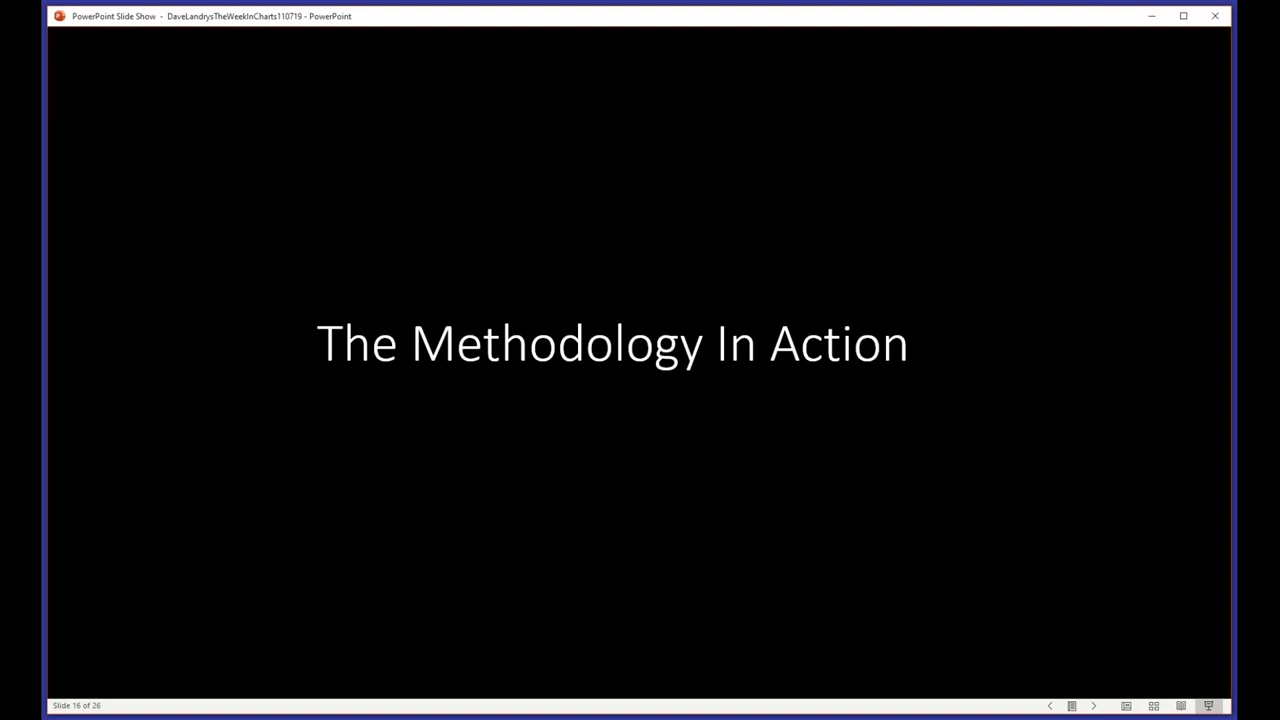 PowerPoint Slide Show - DaveLandrysTheWeekInCharts110719 - PowerPoint
The Methodology In Action
Slide 16 of 26